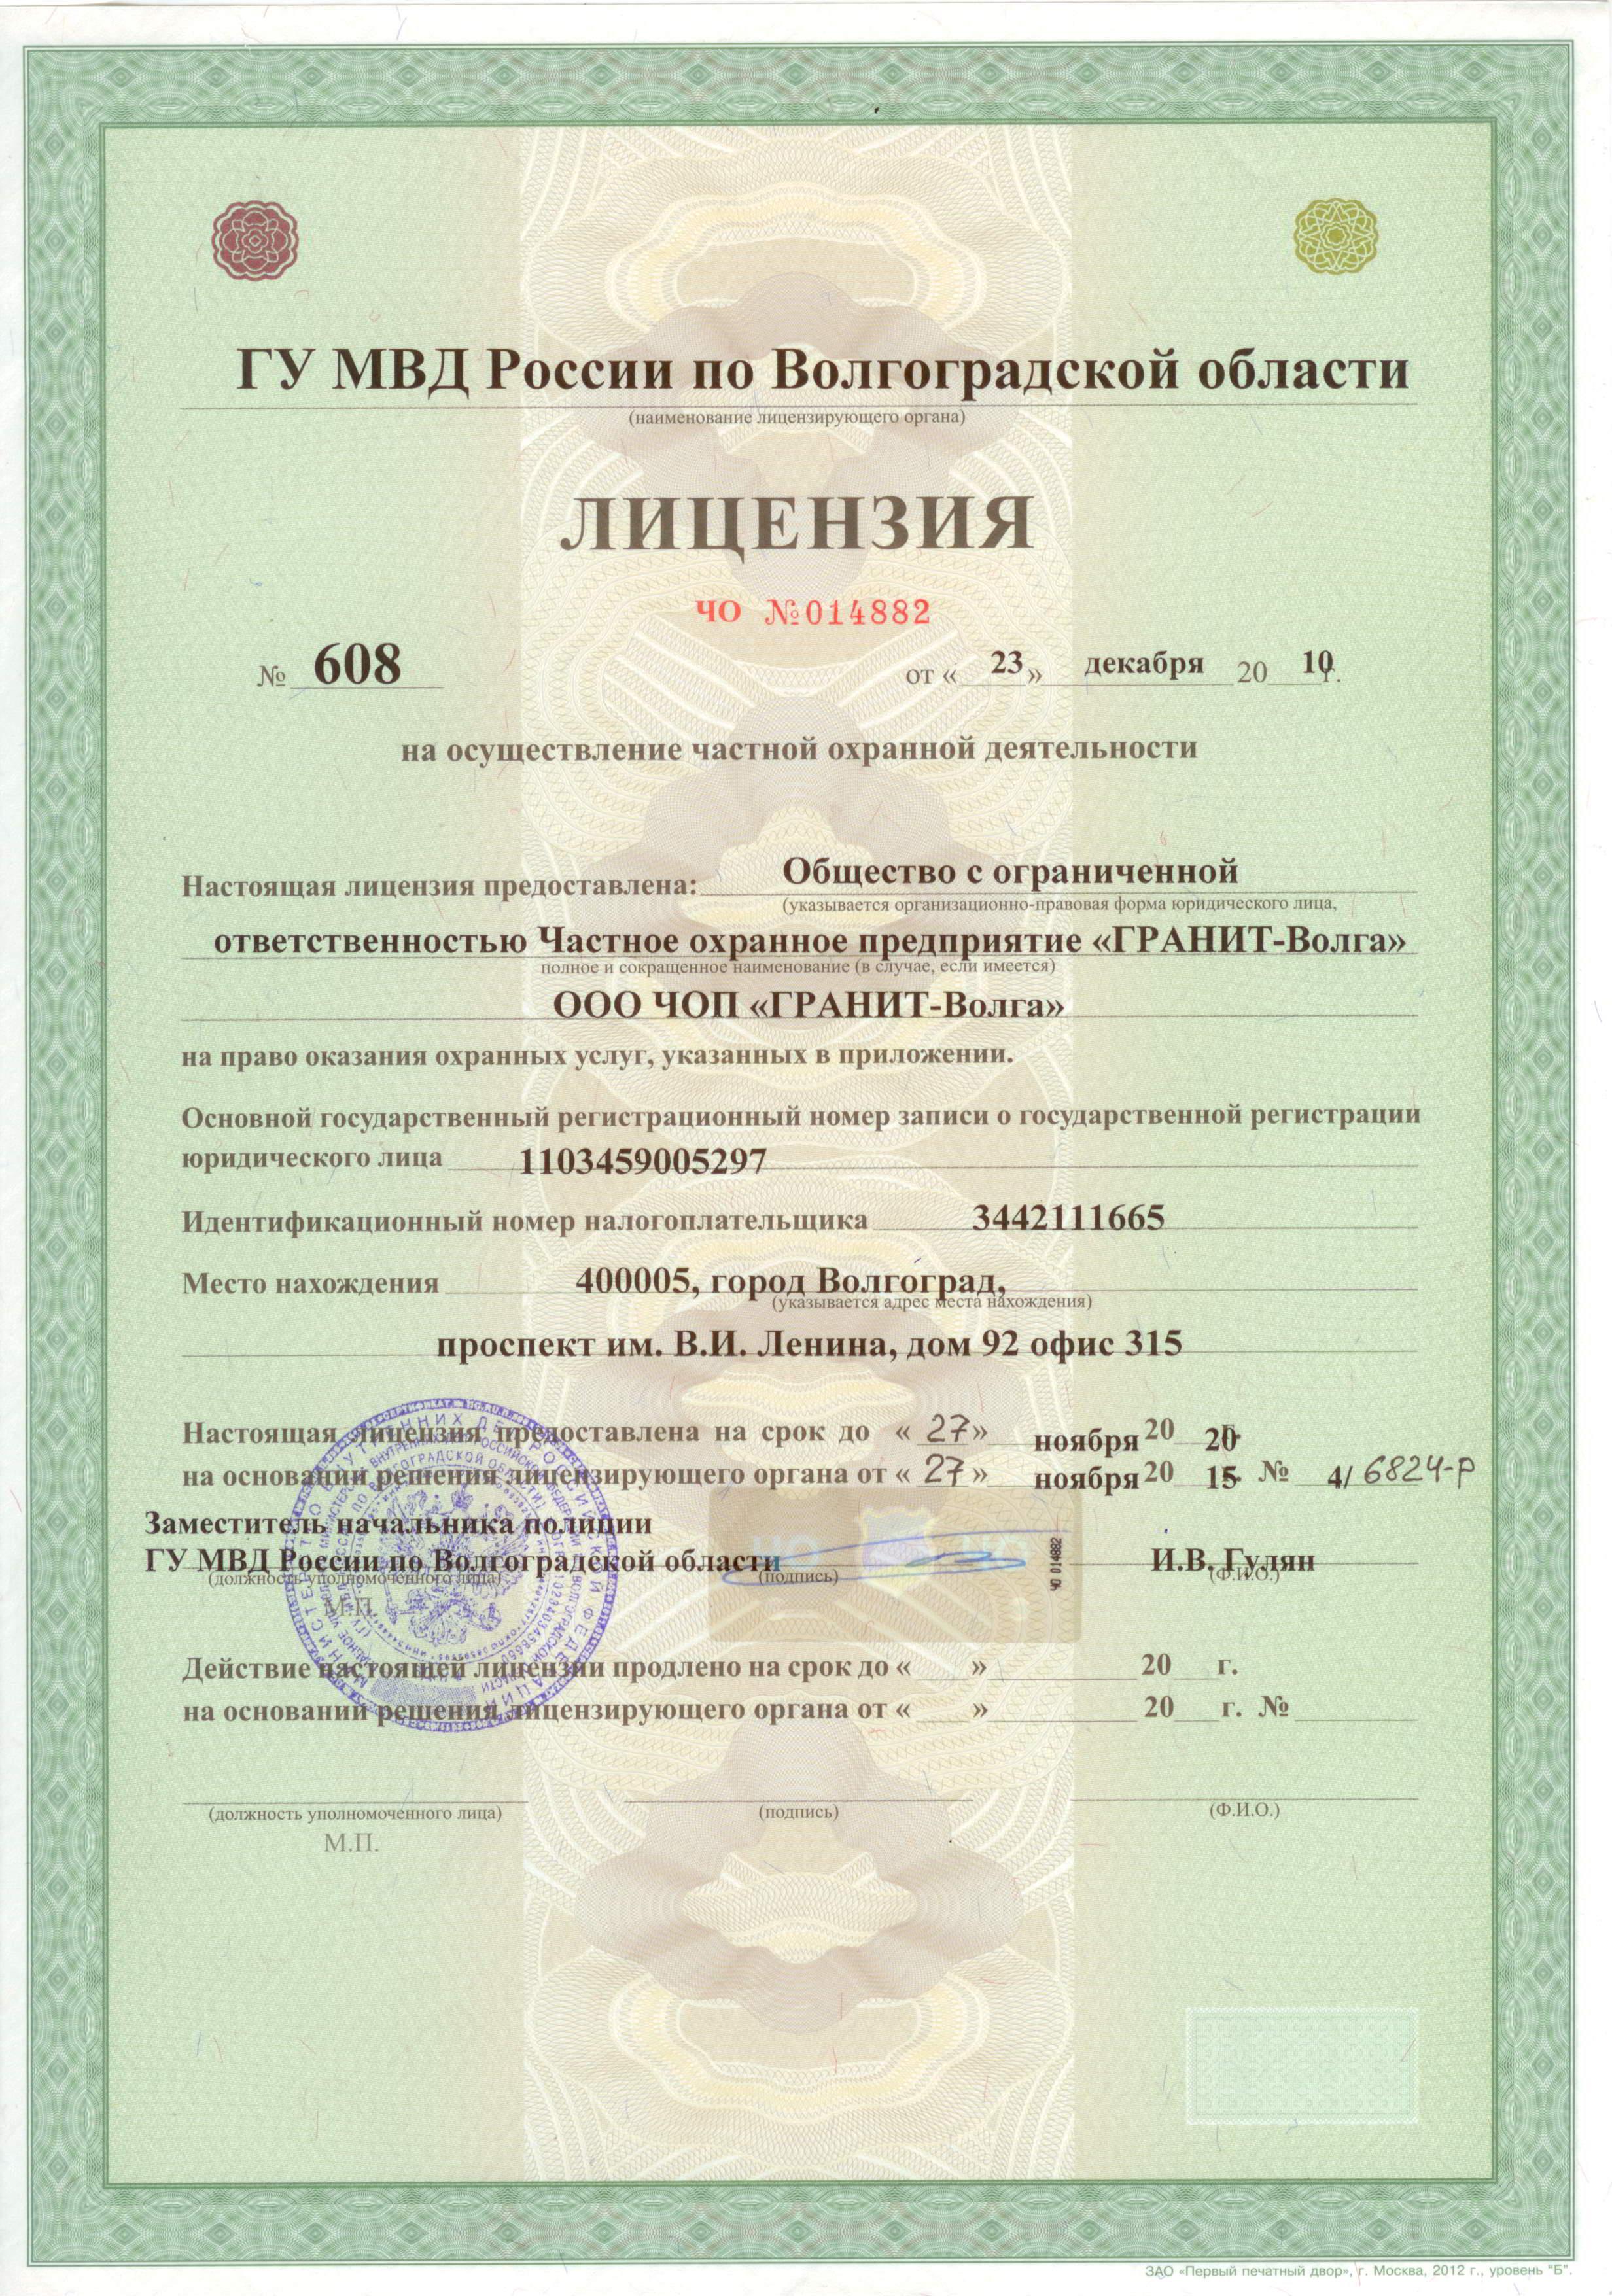 ГУ МВД России по Волгоградской области
(наименование лицензирующего органа)
ЛИЦЕНЗИЯ
ЧО №014882
№ 608 от « 23 » декабря 20 10 г.
на осуществление частной охранной деятельности
Настоящая лицензия предоставлена: Общество с ограниченной
(указывается организационно-правовая форма юридического лица,
ответственностью Частное охранное предприятие «ГРАНИТ-Волга»
полное и сокращенное наименование (в случае, если имеется)
ООО ЧОП «ГРАНИТ-Волга»
на право оказания охранных услуг, указанных в приложении.
Основной государственный регистрационный номер записи о государственной регистрации
юридического лица 1103459005297
Идентификационный номер налогоплательщика 3442111665
Место нахождения 400005, город Волгоград,
(указывается адрес места нахождения)
проспект им. В.И. Ленина, дом 92 офис 315
Настоящая лицензия предоставлена на срок до « 27 » ноября 20 20
на основании решения лицензирующего органа от « 27 » ноября 20 15 № 4/ 6824-р
Заместитель начальника полиции
ГУ МВД России по Волгоградской области И.В. Гулян
(должность уполномоченного лица) (подпись) (Ф.И.О.)
ЧО 014882
М.П.
Действие настоящей лицензии продлено на срок до « » 20 г.
на основании решения лицензирующего органа от « » 20 г. №
(должность уполномоченного лица) (подпись) (Ф.И.О.)
М.П.
ЗАО «Первый печатный двор», г. Москва, 2012 г., уровень "Б".